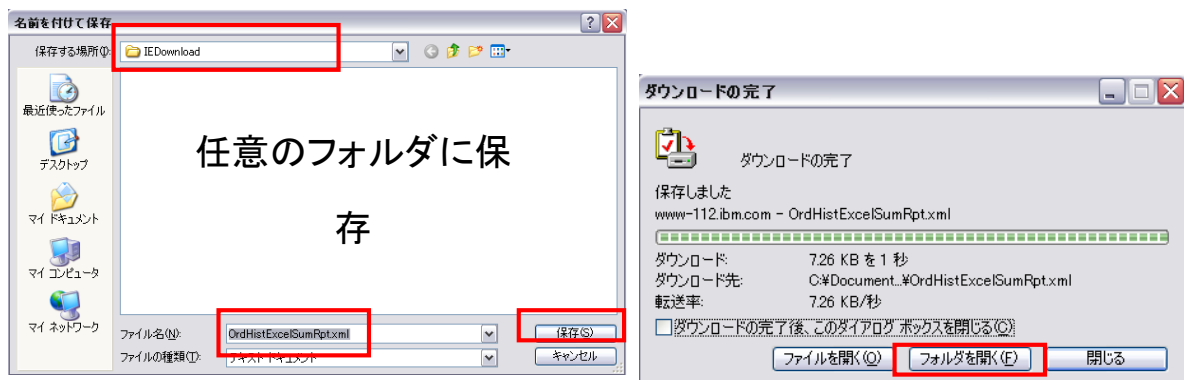 名前を付けて保存
保存する場所(I):
IEDownload
最近使ったファイル
デスクトップ
マイ ドキュメント
マイ コンピュータ
マイ ネットワーク
任意のフォルダに保
存
ファイル名(N):
OrdHistExcelSumRpt.xml
保存(S)
ファイルの種類(T):
テキスト ドキュメント
キャンセル
ダウンロードの完了
ダウンロードの完了
保存しました
www-112.ibm.com - OrdHistExcelSumRpt.xml
ダウンロード: 7.26 KB を 1 秒
ダウンロード先: C:¥Document...¥OrdHistExcelSumRpt.xml
転送率: 7.26 KB/秒
ダウンロードの完了後、このダイアログ ボックスを閉じる(C)
ファイルを開く(O)
フォルダを開く(F)
閉じる